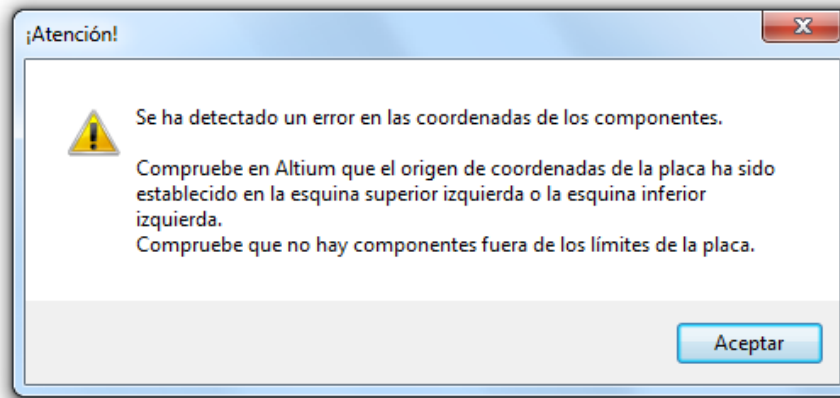 ¡Atención!
Se ha detectado un error en las coordenadas de los componentes.
Compruebe en Altium que el origen de coordenadas de la placa ha sido
establecido en la esquina superior izquierda o la esquina inferior
izquierda.
Compruebe que no hay componentes fuera de los límites de la placa.
Aceptar